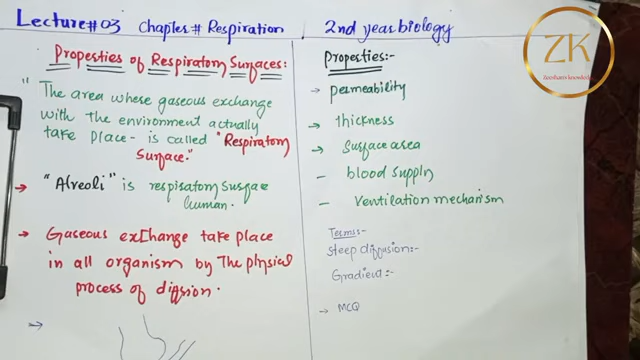 Lecture#03 Chapter# Respiration 2nd year biology
Properties of Respiratory Surfaces:
"The area where gaseous exchange
with the environment actually
take place - is called "Respiratory
Surface."
→ "Alveoli" is respiratory surface
human.
→ Gaseous exchange take place
in all organism by The physical
process of diffsion.
Properties:-
→ permeability
→ thickness
→ Surface area
- blood supply
- ventilation mechanism
Terms:-
Steep diffusion:-
Gradient:-
→ MCQ
ZK
Zeeshan knowledge